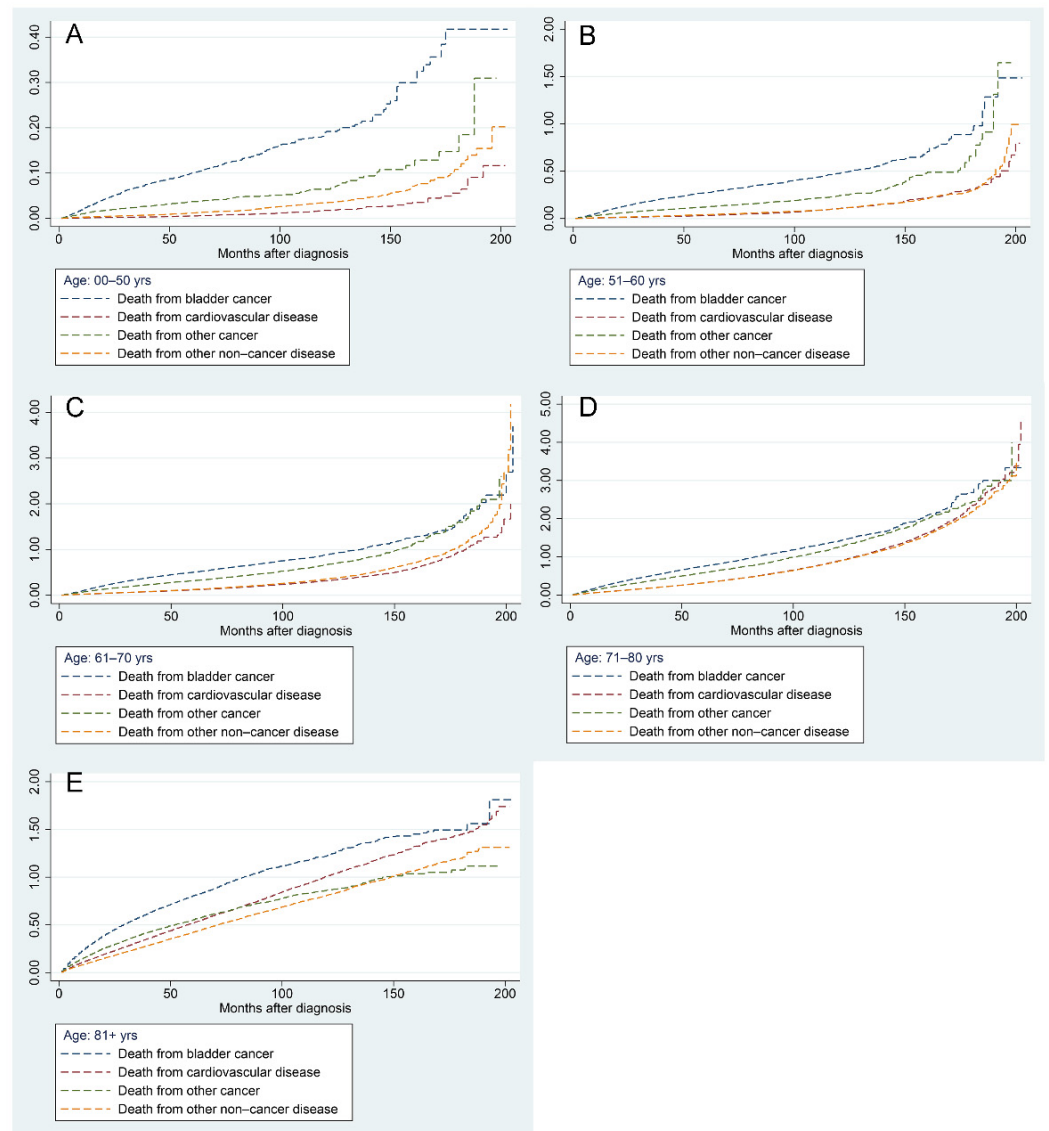 A
0.40
0.30
0.20
0.10
0.00
0 50 100 150 200
Months after diagnosis
Age: 00–50 yrs
Death from bladder cancer
Death from cardiovascular disease
Death from other cancer
Death from other non–cancer disease
B
2.00
1.50
1.00
0.50
0.00
0 50 100 150 200
Months after diagnosis
Age: 51–60 yrs
Death from bladder cancer
Death from cardiovascular disease
Death from other cancer
Death from other non–cancer disease
C
4.00
3.00
2.00
1.00
0.00
0 50 100 150 200
Months after diagnosis
Age: 61–70 yrs
Death from bladder cancer
Death from cardiovascular disease
Death from other cancer
Death from other non–cancer disease
D
5.00
4.00
3.00
2.00
1.00
0.00
0 50 100 150 200
Months after diagnosis
Age: 71–80 yrs
Death from bladder cancer
Death from cardiovascular disease
Death from other cancer
Death from other non–cancer disease
E
2.00
1.50
1.00
0.50
0.00
0 50 100 150 200
Months after diagnosis
Age: 81+ yrs
Death from bladder cancer
Death from cardiovascular disease
Death from other cancer
Death from other non–cancer disease